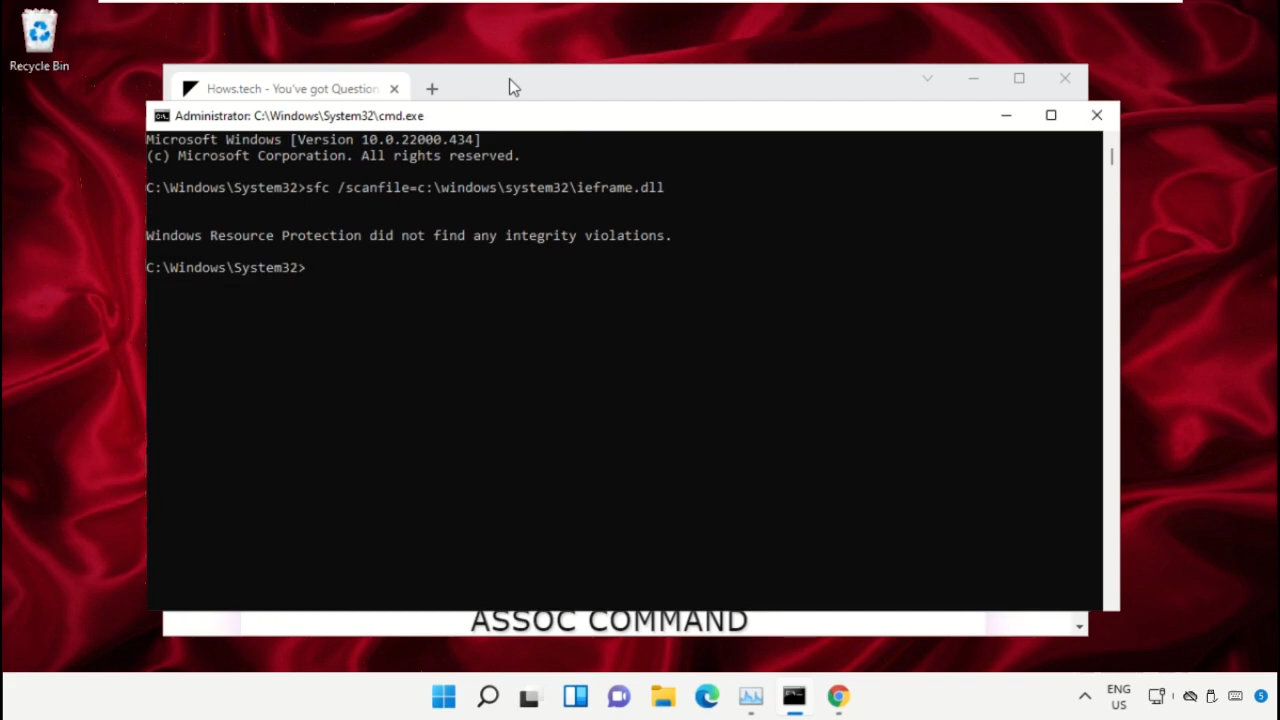 Recycle Bin
Hows.tech - You've got Question
Administrator: C:\Windows\System32\cmd.exe
Microsoft Windows [Version 10.0.22000.434]
(c) Microsoft Corporation. All rights reserved.
C:\Windows\System32>sfc /scanfile=c:\windows\system32\ieframe.dll
Windows Resource Protection did not find any integrity violations.
C:\Windows\System32>
ASSOC COMMAND
ENG
US
5